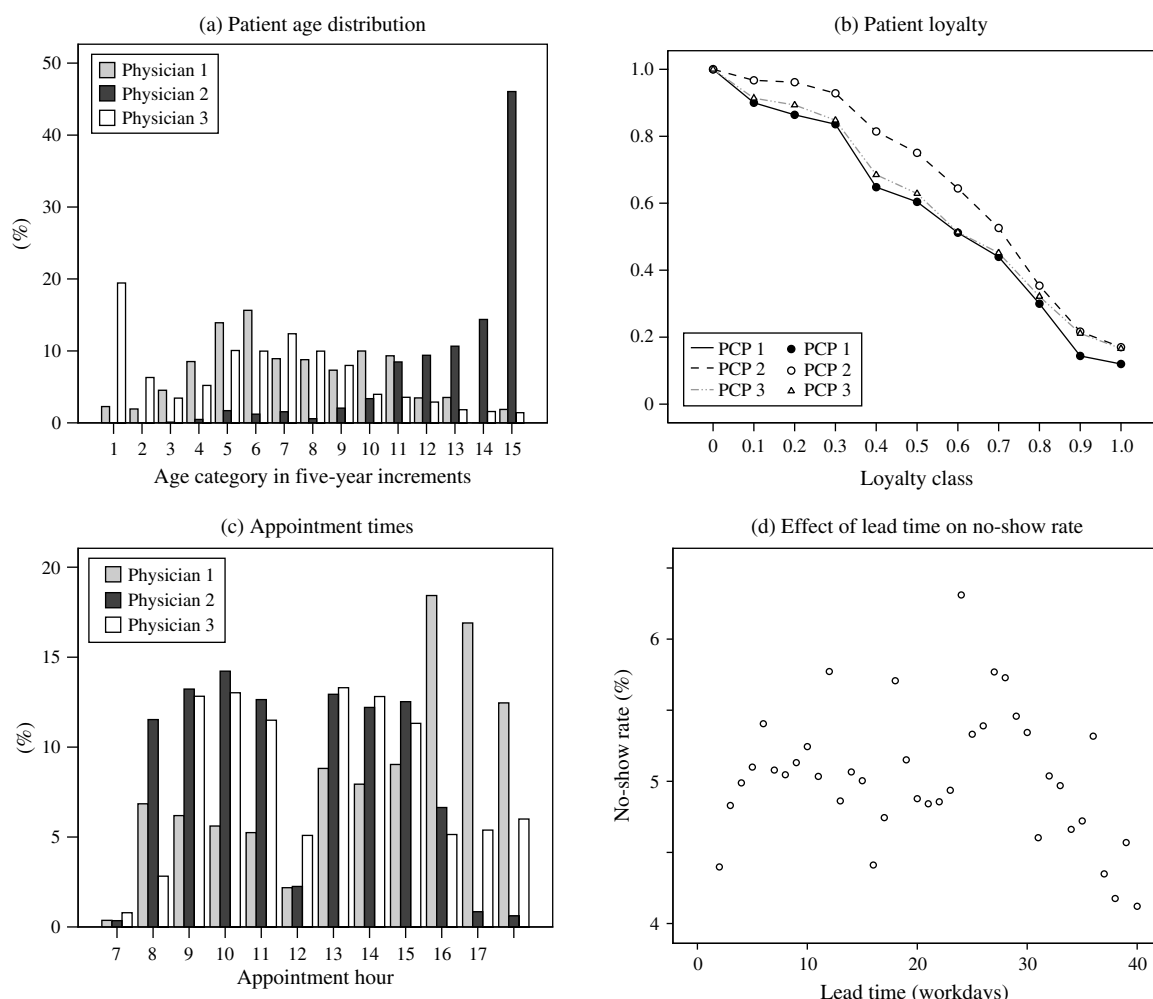 (a) Patient age distribution
50
40
30
20
10
0
(%)
Physician 1
Physician 2
Physician 3
1 2 3 4 5 6 7 8 9 10 11 12 13 14 15
Age category in five-year increments
(b) Patient loyalty
1.0
0.8
0.6
0.4
0.2
0
PCP 1 PCP 1
PCP 2 PCP 2
PCP 3 PCP 3
0 0.1 0.2 0.3 0.4 0.5 0.6 0.7 0.8 0.9 1.0
Loyalty class
(c) Appointment times
20
15
10
5
0
(%)
Physician 1
Physician 2
Physician 3
7 8 9 10 11 12 13 14 15 16 17
Appointment hour
(d) Effect of lead time on no-show rate
6
5
4
No-show rate (%)
0 10 20 30 40
Lead time (workdays)